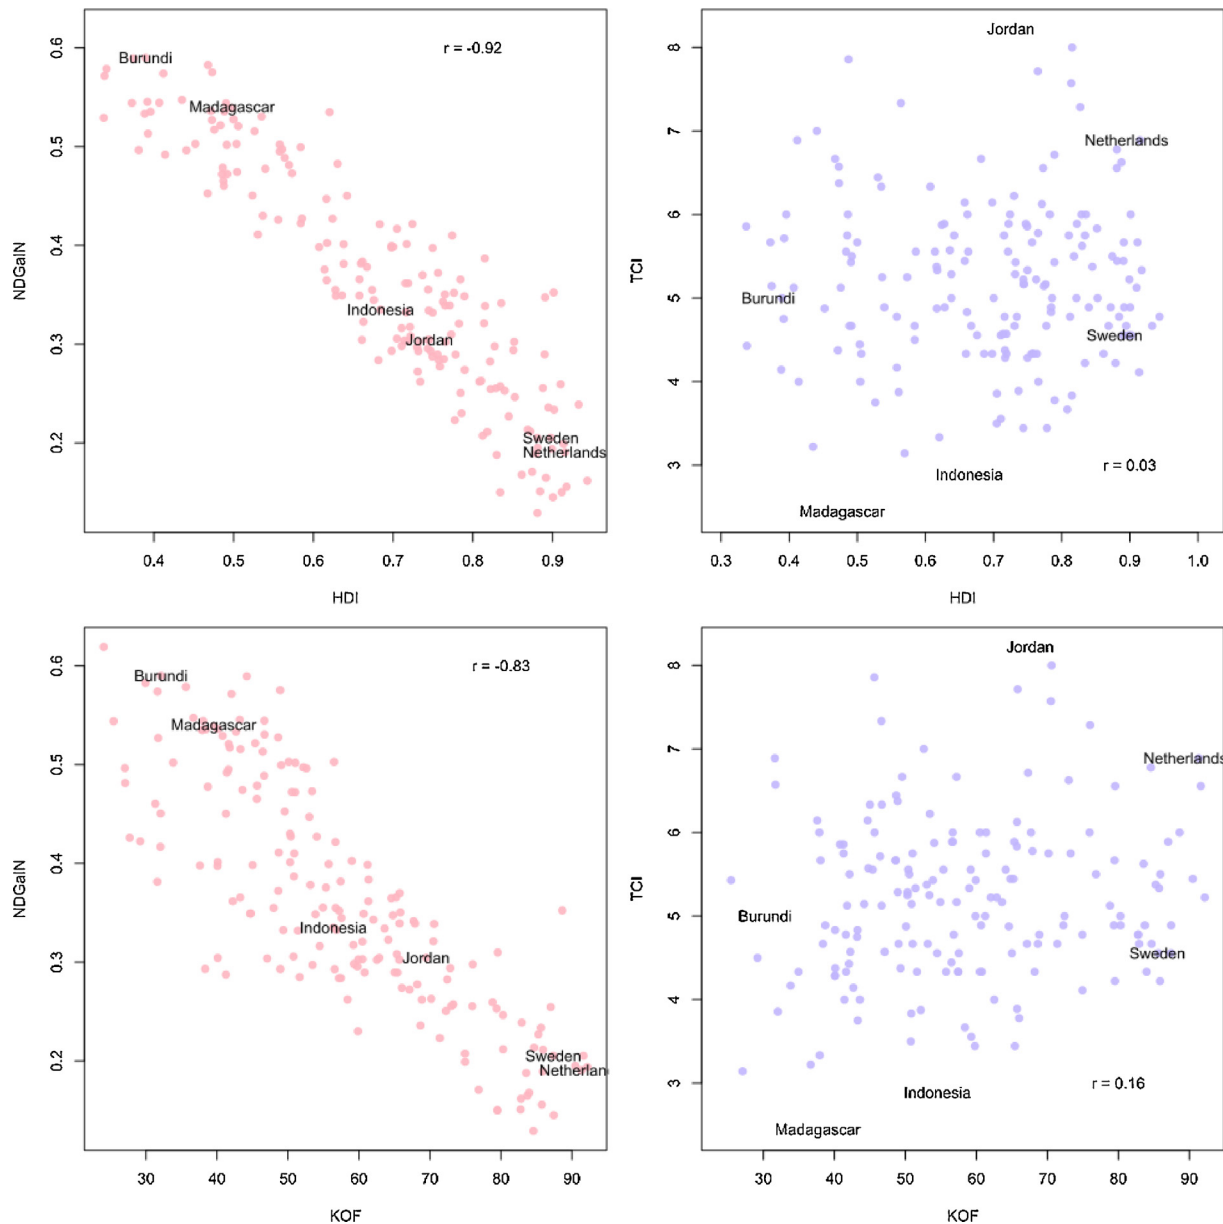 Burundi
r = -0.92
Madagascar
Indonesia
Jordan
Sweden
Netherlands
NDGaIN
0.6
0.5
0.4
0.3
0.2
0.4 0.5 0.6 0.7 0.8 0.9
HDI
Jordan
Netherlands
Burundi
Sweden
Indonesia
r = 0.03
Madagascar
TCI
8
7
6
5
4
3
0.3 0.4 0.5 0.6 0.7 0.8 0.9 1.0
HDI
Burundi
r = -0.83
Madagascar
Indonesia
Jordan
Sweden
Netherlan
NDGaIN
0.6
0.5
0.4
0.3
0.2
30 40 50 60 70 80 90
KOF
Jordan
Netherlands
Burundi
Sweden
Indonesia
r = 0.16
Madagascar
TCI
8
7
6
5
4
3
30 40 50 60 70 80 90
KOF